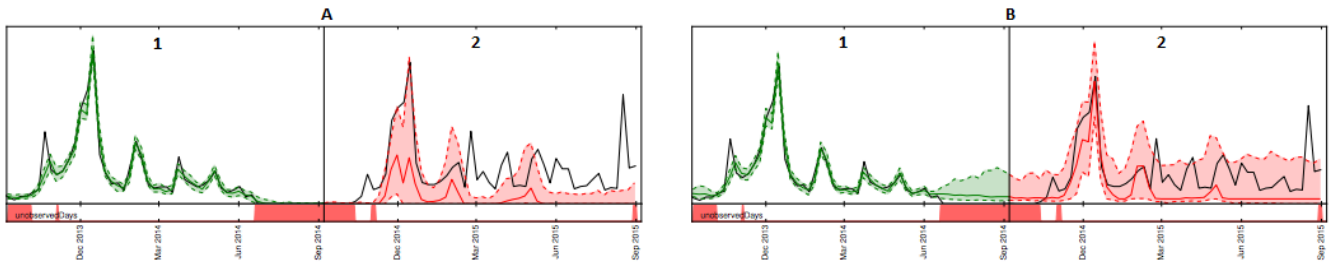 A
B
1
2
1
2
unobservedDays
unobservedDays
Dec 2013
Mar 2014
Jun 2014
Sep 2014
Dec 2014
Mar 2015
Jun 2015
Sep 2015
Dec 2013
Mar 2014
Jun 2014
Sep 2014
Dec 2014
Mar 2015
Jun 2015
Sep 2015